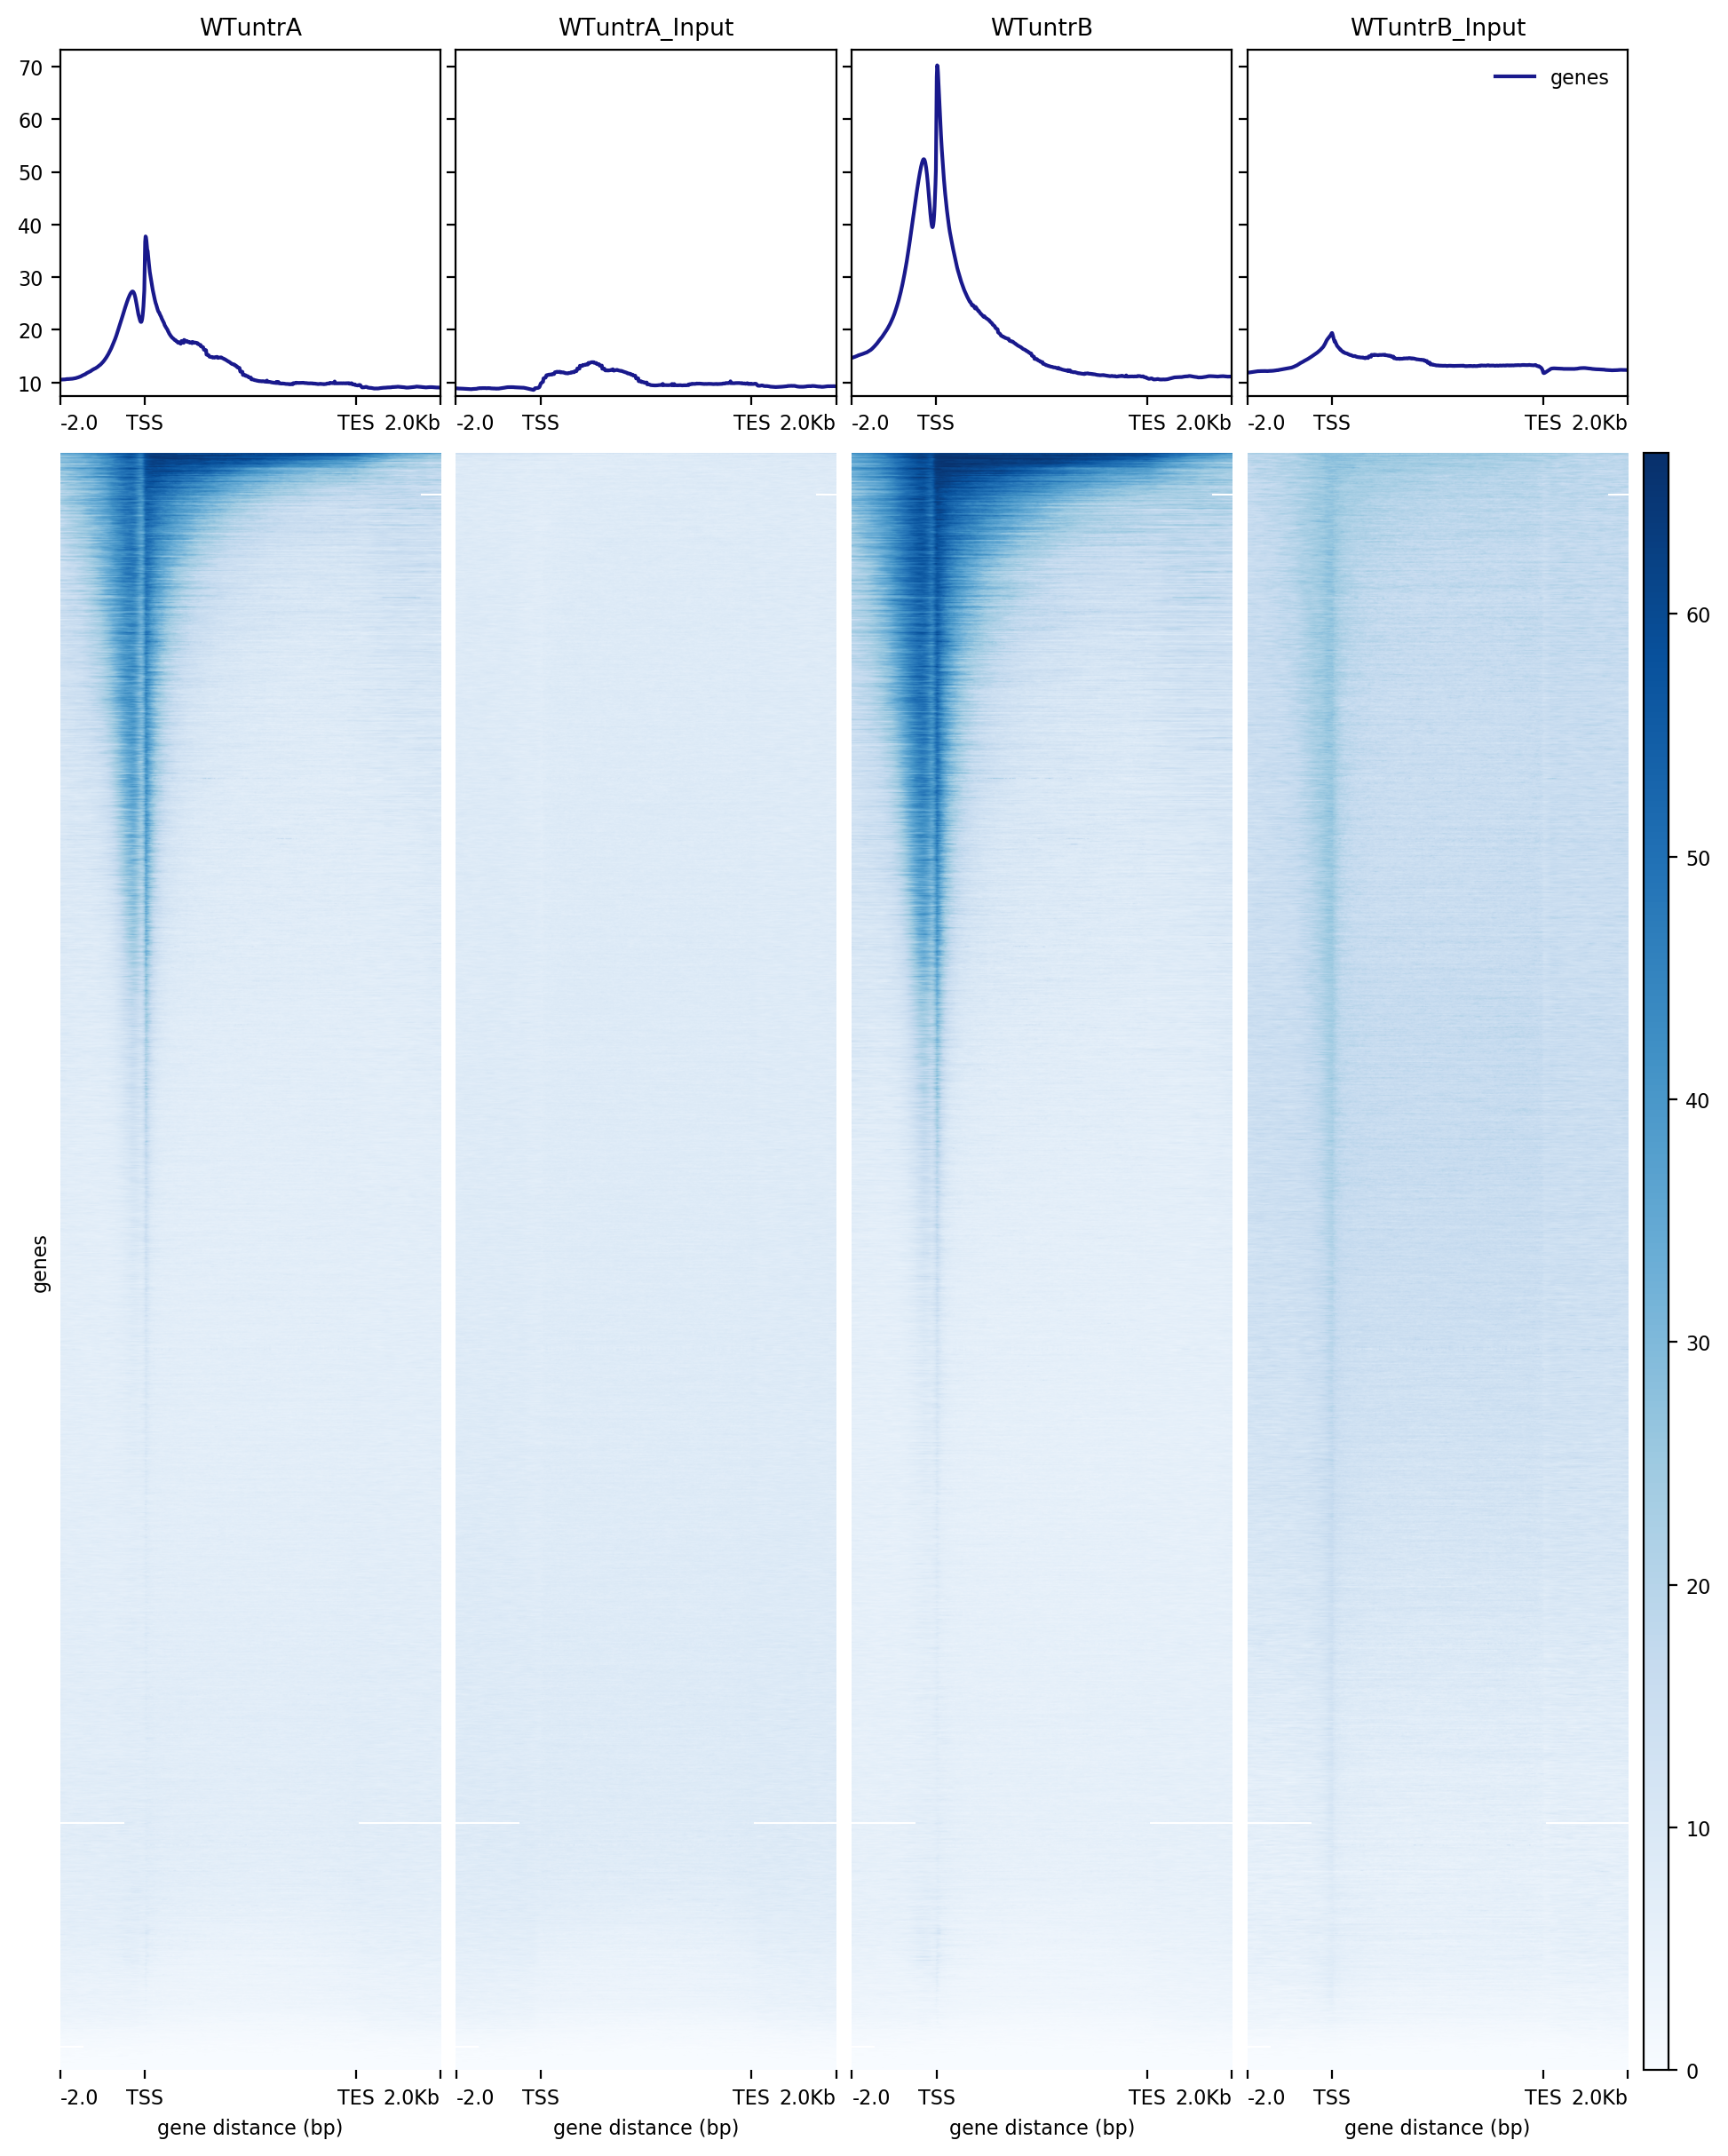 WTuntrA WTuntrA_Input WTuntrB WTuntrB_Input
70
60
50
40
30
20
10
genes
-2.0 TSS TES 2.0Kb -2.0 TSS TES 2.0Kb -2.0 TSS TES 2.0Kb -2.0 TSS TES 2.0Kb
genes
60
50
40
30
20
10
0
-2.0 TSS TES 2.0Kb -2.0 TSS TES 2.0Kb -2.0 TSS TES 2.0Kb -2.0 TSS TES 2.0Kb
gene distance (bp) gene distance (bp) gene distance (bp) gene distance (bp)